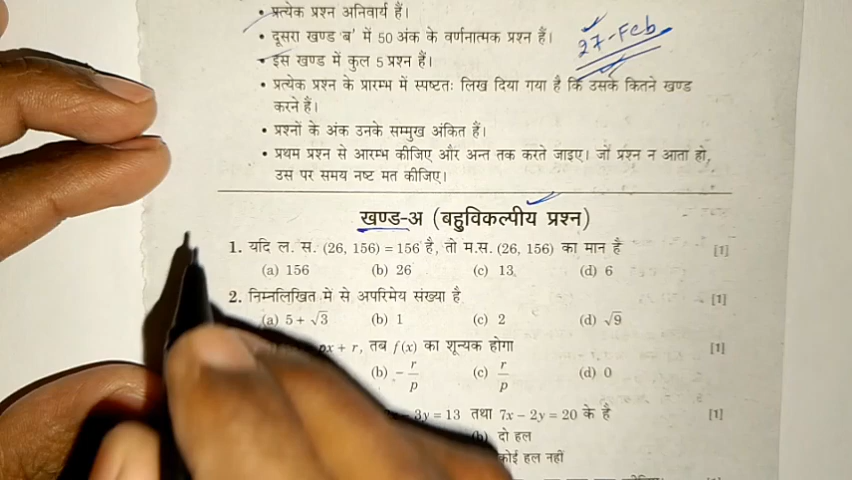 • प्रत्येक प्रश्न अनिवार्य हैं।
• दूसरा खण्ड 'ब' में 50 अंक के वर्णनात्मक प्रश्न हैं।
27-Feb
• इस खण्ड में कुल 5 प्रश्न हैं।
• प्रत्येक प्रश्न के प्रारम्भ में स्पष्टतः लिख दिया गया है कि उसके कितने खण्ड
करने हैं।
• प्रश्नों के अंक उनके सम्मुख अंकित हैं।
• प्रथम प्रश्न से आरम्भ कीजिए और अन्त तक करते जाइए। जो प्रश्न न आता हो,
उस पर समय नष्ट मत कीजिए।
खण्ड-अ (बहुविकल्पीय प्रश्न)
1. यदि ल. स. (26, 156) = 156 है, तो म.स. (26, 156) का मान है [1]
(a) 156 (b) 26 (c) 13 (d) 6
2. निम्नलिखित में से अपरिमेय संख्या है [1]
(a) 5 + √3 (b) 1 (c) 2 (d) √9
px + r, तब f(x) का शून्यक होगा [1]
(b) -r/p (c) r/p (d) 0
3y = 13 तथा 7x - 2y = 20 के है [1]
(b) दो हल
कोई हल नहीं